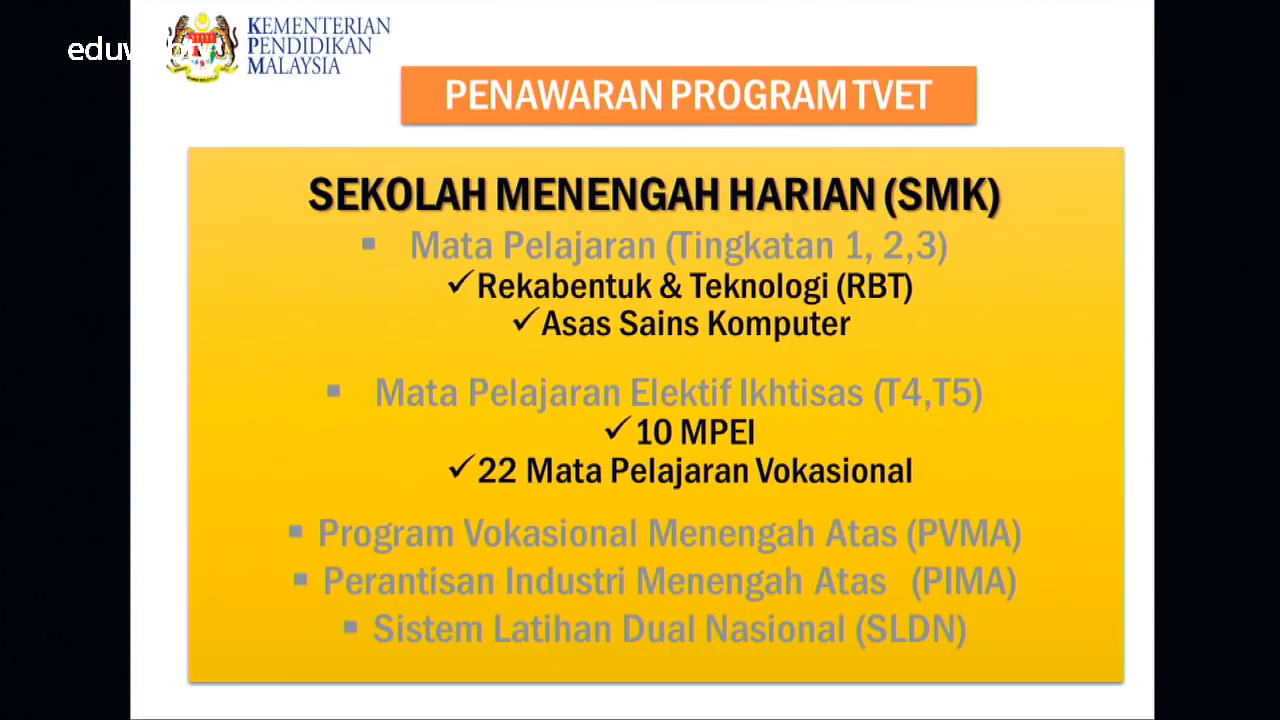 KEMENTERIAN
PENDIDIKAN
MALAYSIA
PENAWARAN PROGRAM TVET
SEKOLAH MENENGAH HARIAN (SMK)
▪ Mata Pelajaran (Tingkatan 1, 2,3)
✓Rekabentuk & Teknologi (RBT)
✓Asas Sains Komputer
▪ Mata Pelajaran Elektif Ikhtisas (T4,T5)
✓10 MPEI
✓22 Mata Pelajaran Vokasional
▪ Program Vokasional Menengah Atas (PVMA)
▪ Perantisan Industri Menengah Atas (PIMA)
▪ Sistem Latihan Dual Nasional (SLDN)